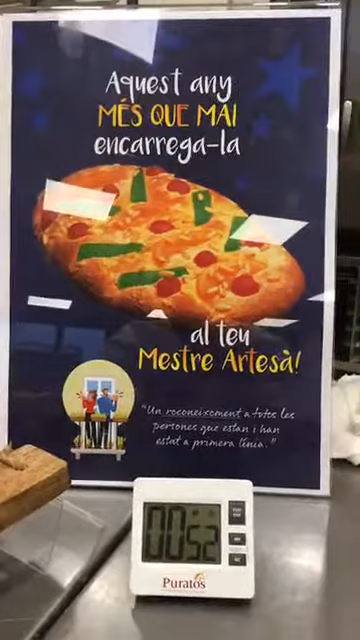 Aquest any
MÉS QUE MAI
encarrega-la
al teu
Mestre Artesà!
"Un reconeixement a totes les
persones que estan i han
estat a primera línia."
00 52
Puratos